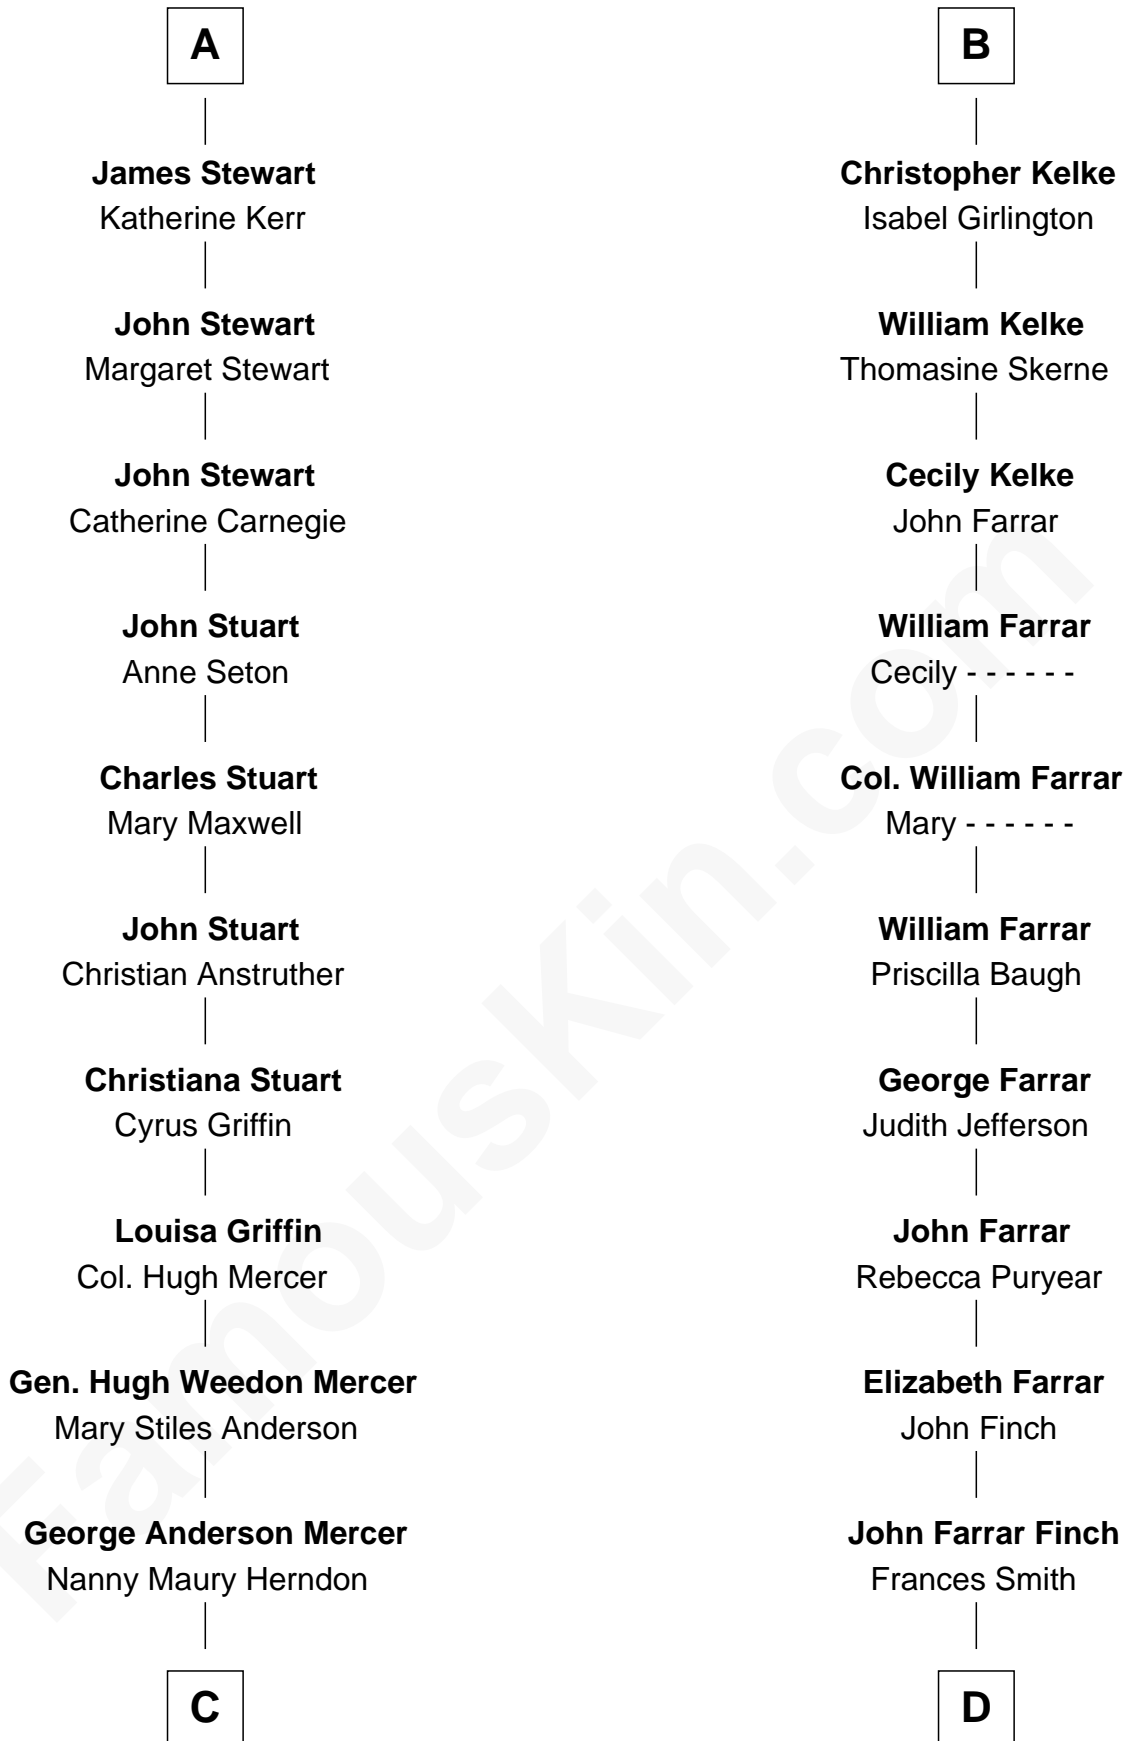 A
James Stewart
Katherine Kerr
John Stewart
Margaret Stewart
John Stewart
Catherine Carnegie
John Stuart
Anne Seton
Charles Stuart
Mary Maxwell
John Stuart
Christian Anstruther
Christiana Stuart
Cyrus Griffin
Louisa Griffin
Col. Hugh Mercer
Gen. Hugh Weedon Mercer
Mary Stiles Anderson
George Anderson Mercer
Nanny Maury Herndon
C
B
Christopher Kelke
Isabel Girlington
William Kelke
Thomasine Skerne
Cecily Kelke
John Farrar
William Farrar
Cecily - - - - - -
Col. William Farrar
Mary - - - - - -
William Farrar
Priscilla Baugh
George Farrar
Judith Jefferson
John Farrar
Rebecca Puryear
Elizabeth Farrar
John Finch
John Farrar Finch
Frances Smith
D
FamousKin.com